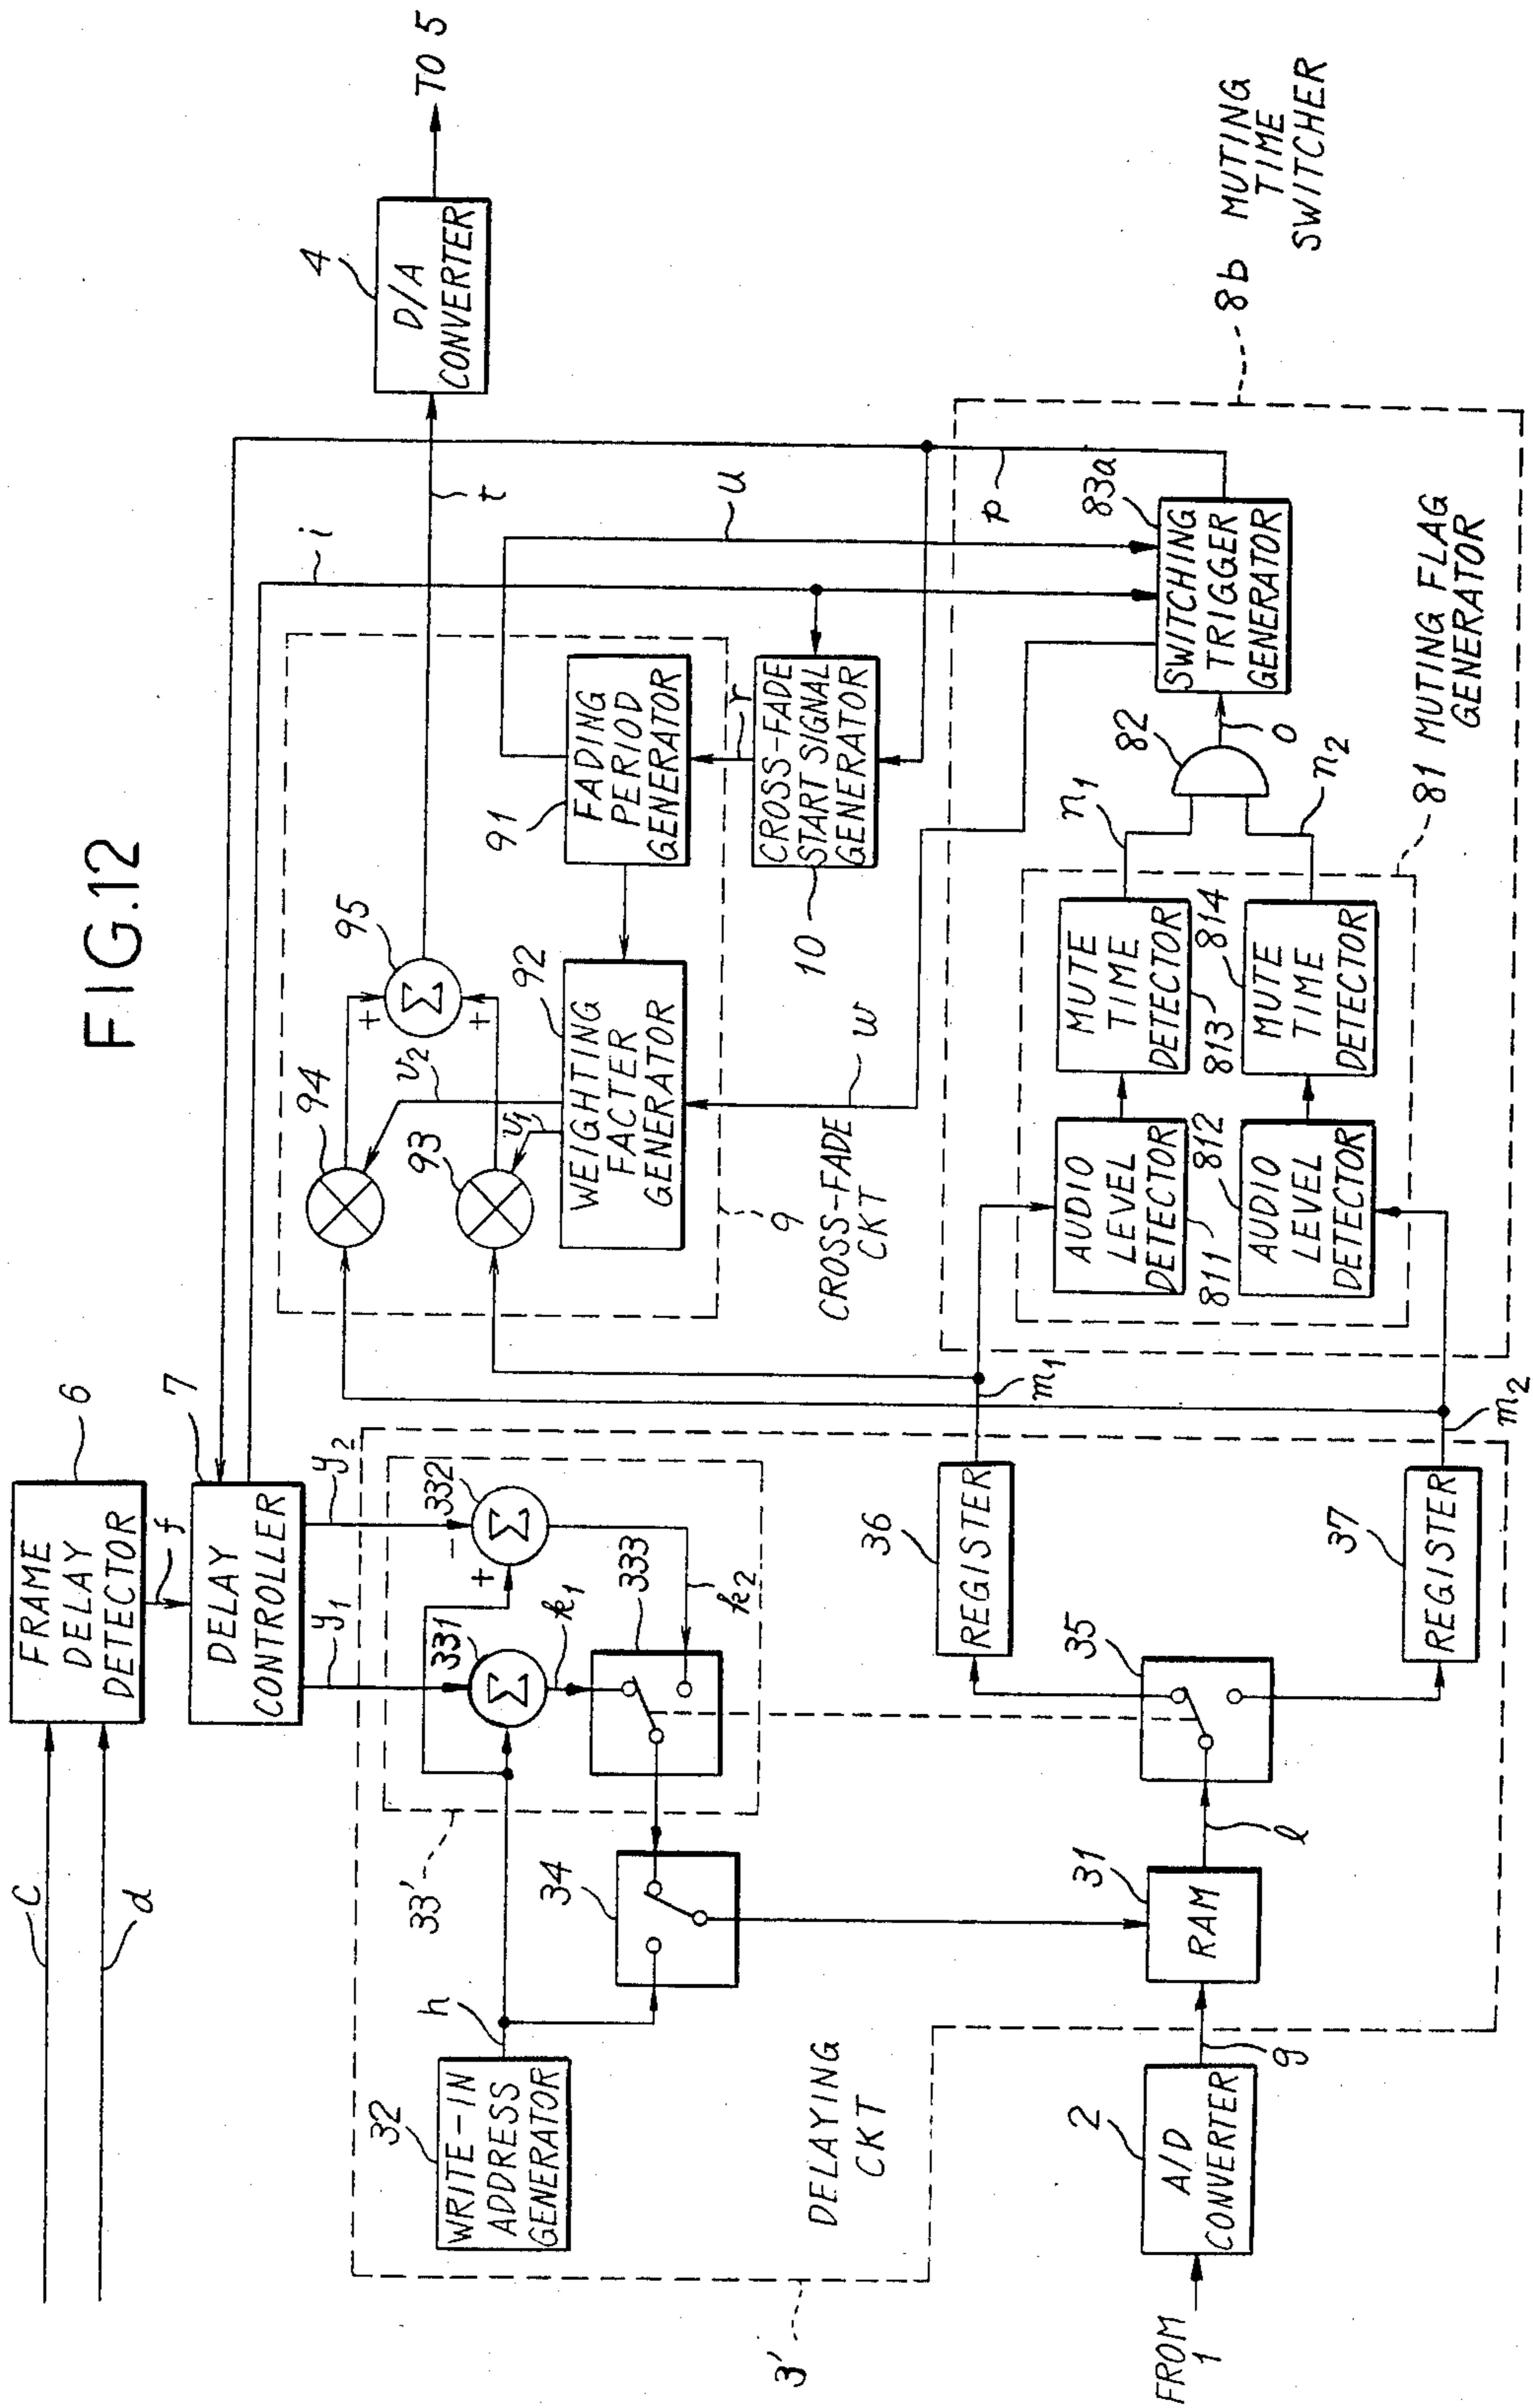 FIG.12
C
d
FRAME
DELAY
DETECTOR
6
f
DELAY
CONTROLLER
7
y1
y2
i
WRITE-IN
ADDRESS
GENERATOR
32
h
33'
331
332
+
-
k1
k2
333
34
DELAYING
CKT
3'
FROM
1
A/D
CONVERTER
2
g
RAM
31
l
35
REGISTER
36
REGISTER
37
m1
m2
94
93
95
+
+
v2
v1
WEIGHTING
FACTER
GENERATOR
92
FADING
PERIOD
GENERATOR
91
r
CROSS-FADE
START SIGNAL
GENERATOR
10
9
CROSS-FADE
CKT
w
u
t
D/A
CONVERTER
4
TO 5
AUDIO
LEVEL
DETECTOR
811
AUDIO
LEVEL
DETECTOR
812
MUTE
TIME
DETECTOR
813
MUTE
TIME
DETECTOR
814
n1
n2
82
o
SWITCHING
TRIGGER
GENERATOR
83a
p
81 MUTING FLAG
GENERATOR
8b MUTING
TIME
SWITCHER
Σ
Σ
Σ